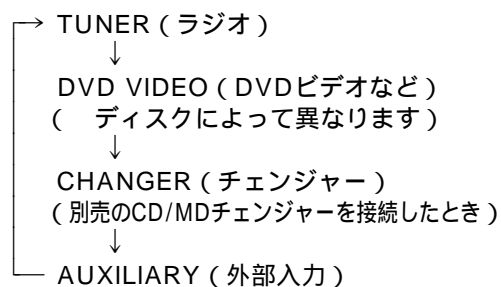 TUNER(ラジオ)
DVD VIDEO(DVDビデオなど)
( ディスクによって異なります)
CHANGER(チェンジャー)
(別売のCD/MDチェンジャーを接続したとき)
AUXILIARY(外部入力)